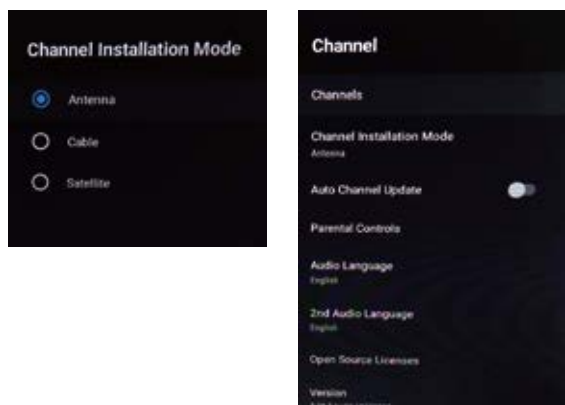 Channel Installation Mode
Antenna
Cable
Satellite
Channel
Channels
Channel Installation Mode
Antenna
Auto Channel Update
Parental Controls
Audio Language
English
2nd Audio Language
English
Open Source Licenses
Version